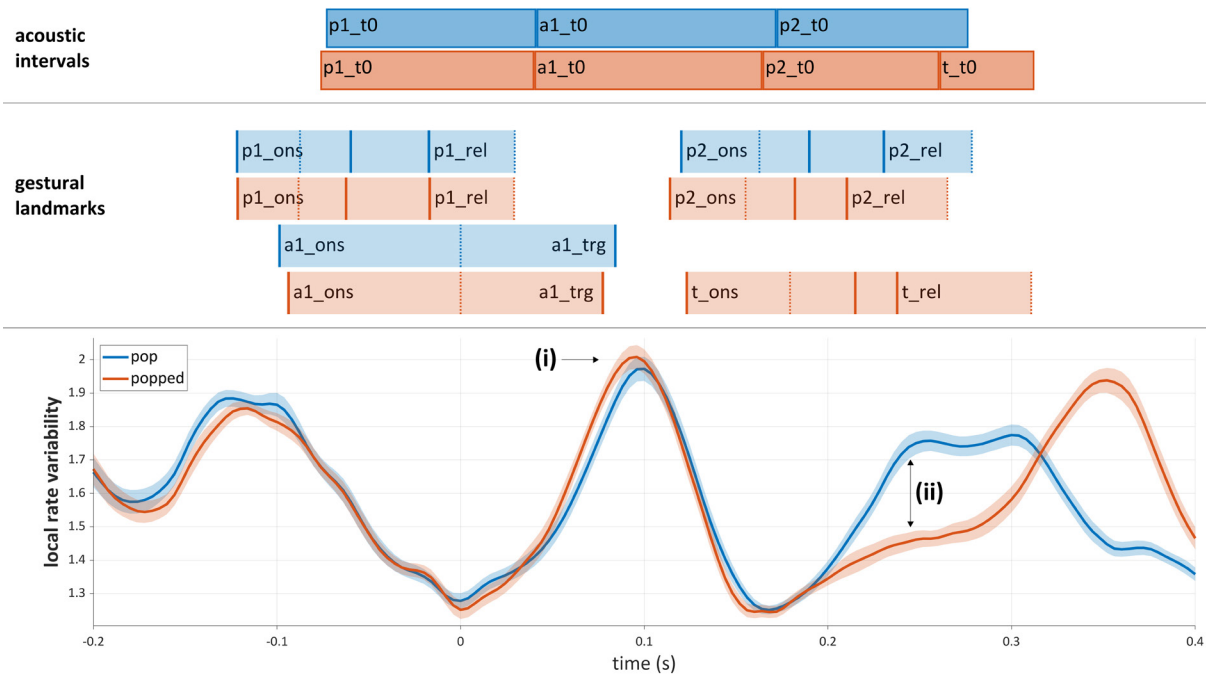 acoustic
intervals
p1_t0 a1_t0 p2_t0
p1_t0 a1_t0 p2_t0 t_t0
gestural
landmarks
p1_ons p1_rel p2_ons p2_rel
p1_ons p1_rel p2_ons p2_rel
a1_ons a1_trg
a1_ons a1_trg t_ons t_rel
local rate variability
2
1.9
1.8
1.7
1.6
1.5
1.4
1.3
pop
popped
(i)
(ii)
-0.2 -0.1 0 0.1 0.2 0.3 0.4
time (s)